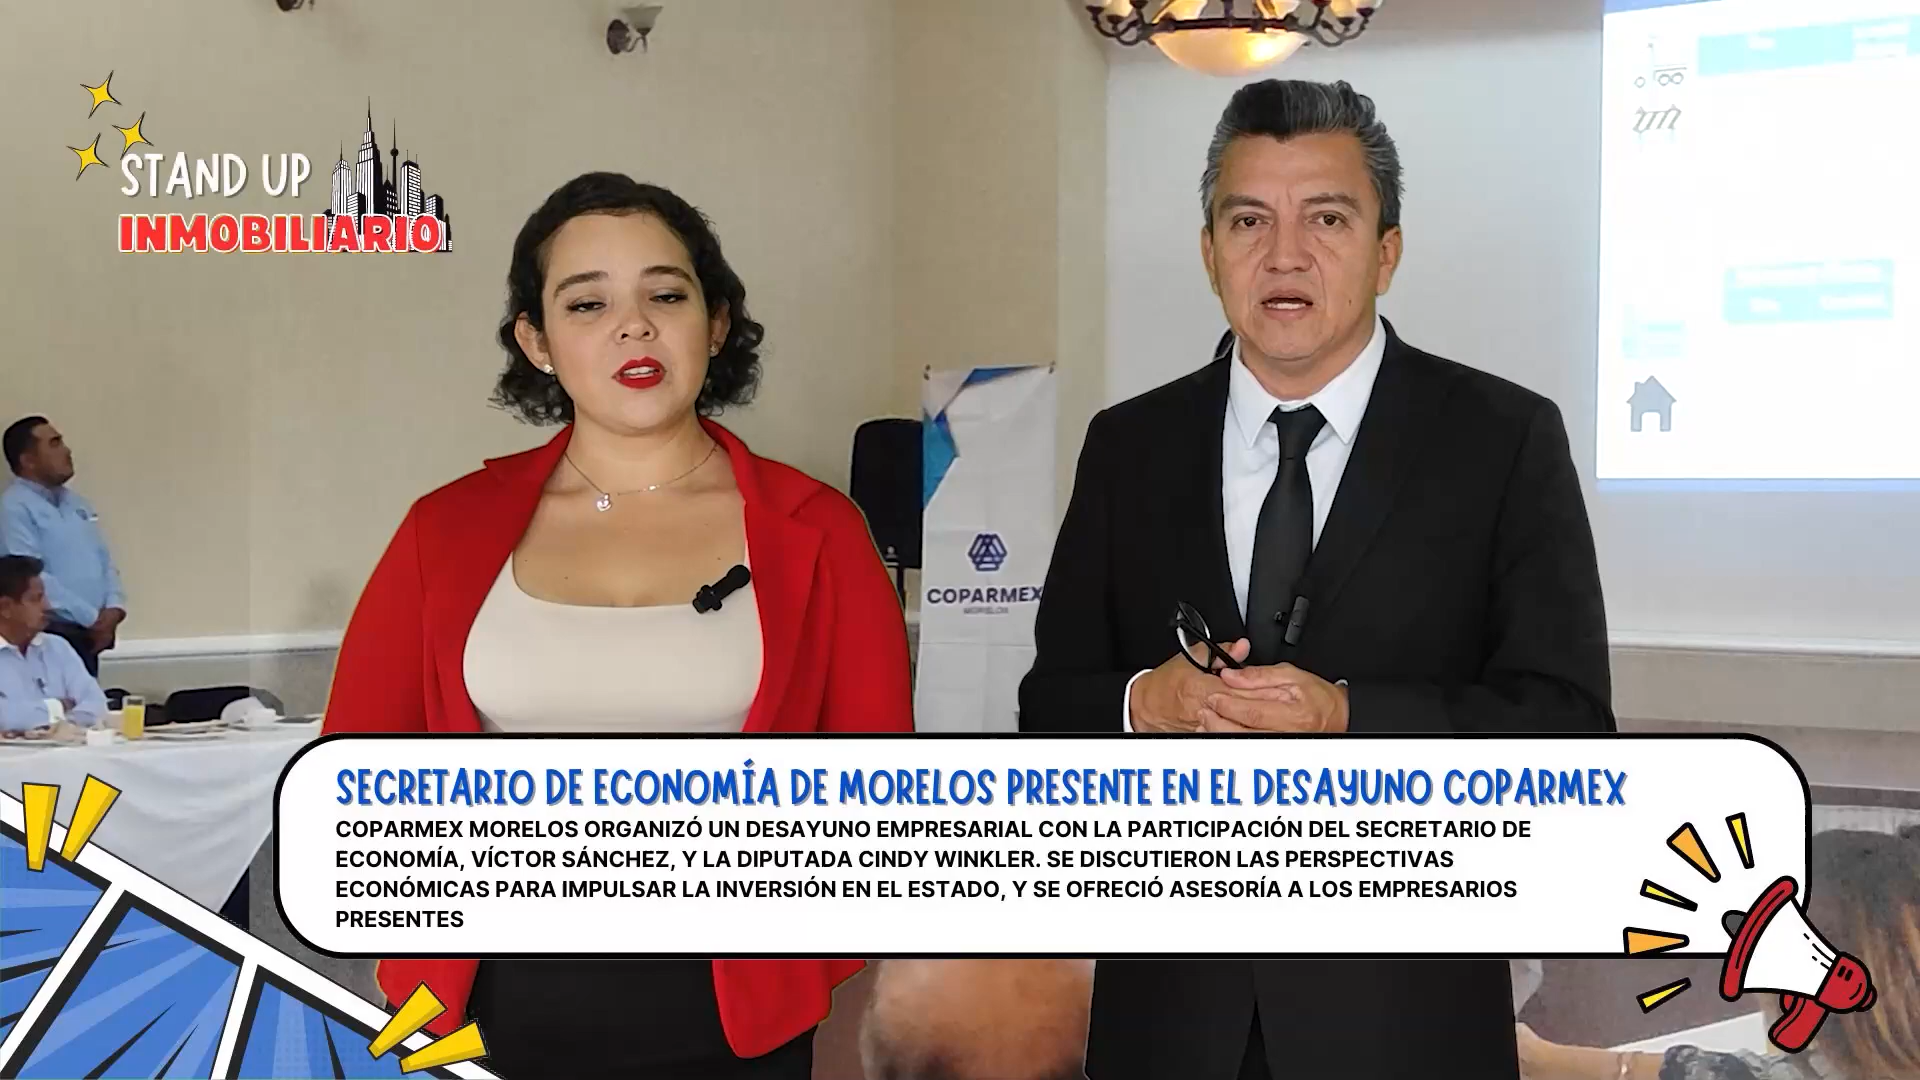 STAND UP
INMOBILIARIO
COPARMEX
MORELOS
SECRETARIO DE ECONOMÍA DE MORELOS PRESENTE EN EL DESAYUNO COPARMEX
COPARMEX MORELOS ORGANIZÓ UN DESAYUNO EMPRESARIAL CON LA PARTICIPACIÓN DEL SECRETARIO DE
ECONOMÍA, VÍCTOR SÁNCHEZ, Y LA DIPUTADA CINDY WINKLER. SE DISCUTIERON LAS PERSPECTIVAS
ECONÓMICAS PARA IMPULSAR LA INVERSIÓN EN EL ESTADO, Y SE OFRECIÓ ASESORÍA A LOS EMPRESARIOS
PRESENTES